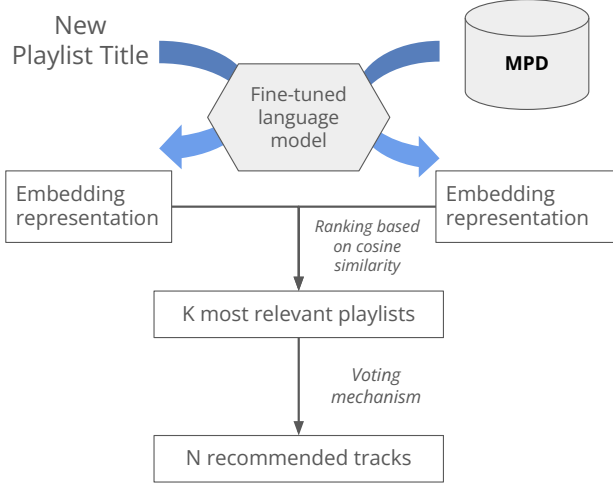 New
Playlist Title
MPD
Fine-tuned
language
model
Embedding
representation
Embedding
representation
Ranking based
on cosine
similarity
K most relevant playlists
Voting
mechanism
N recommended tracks